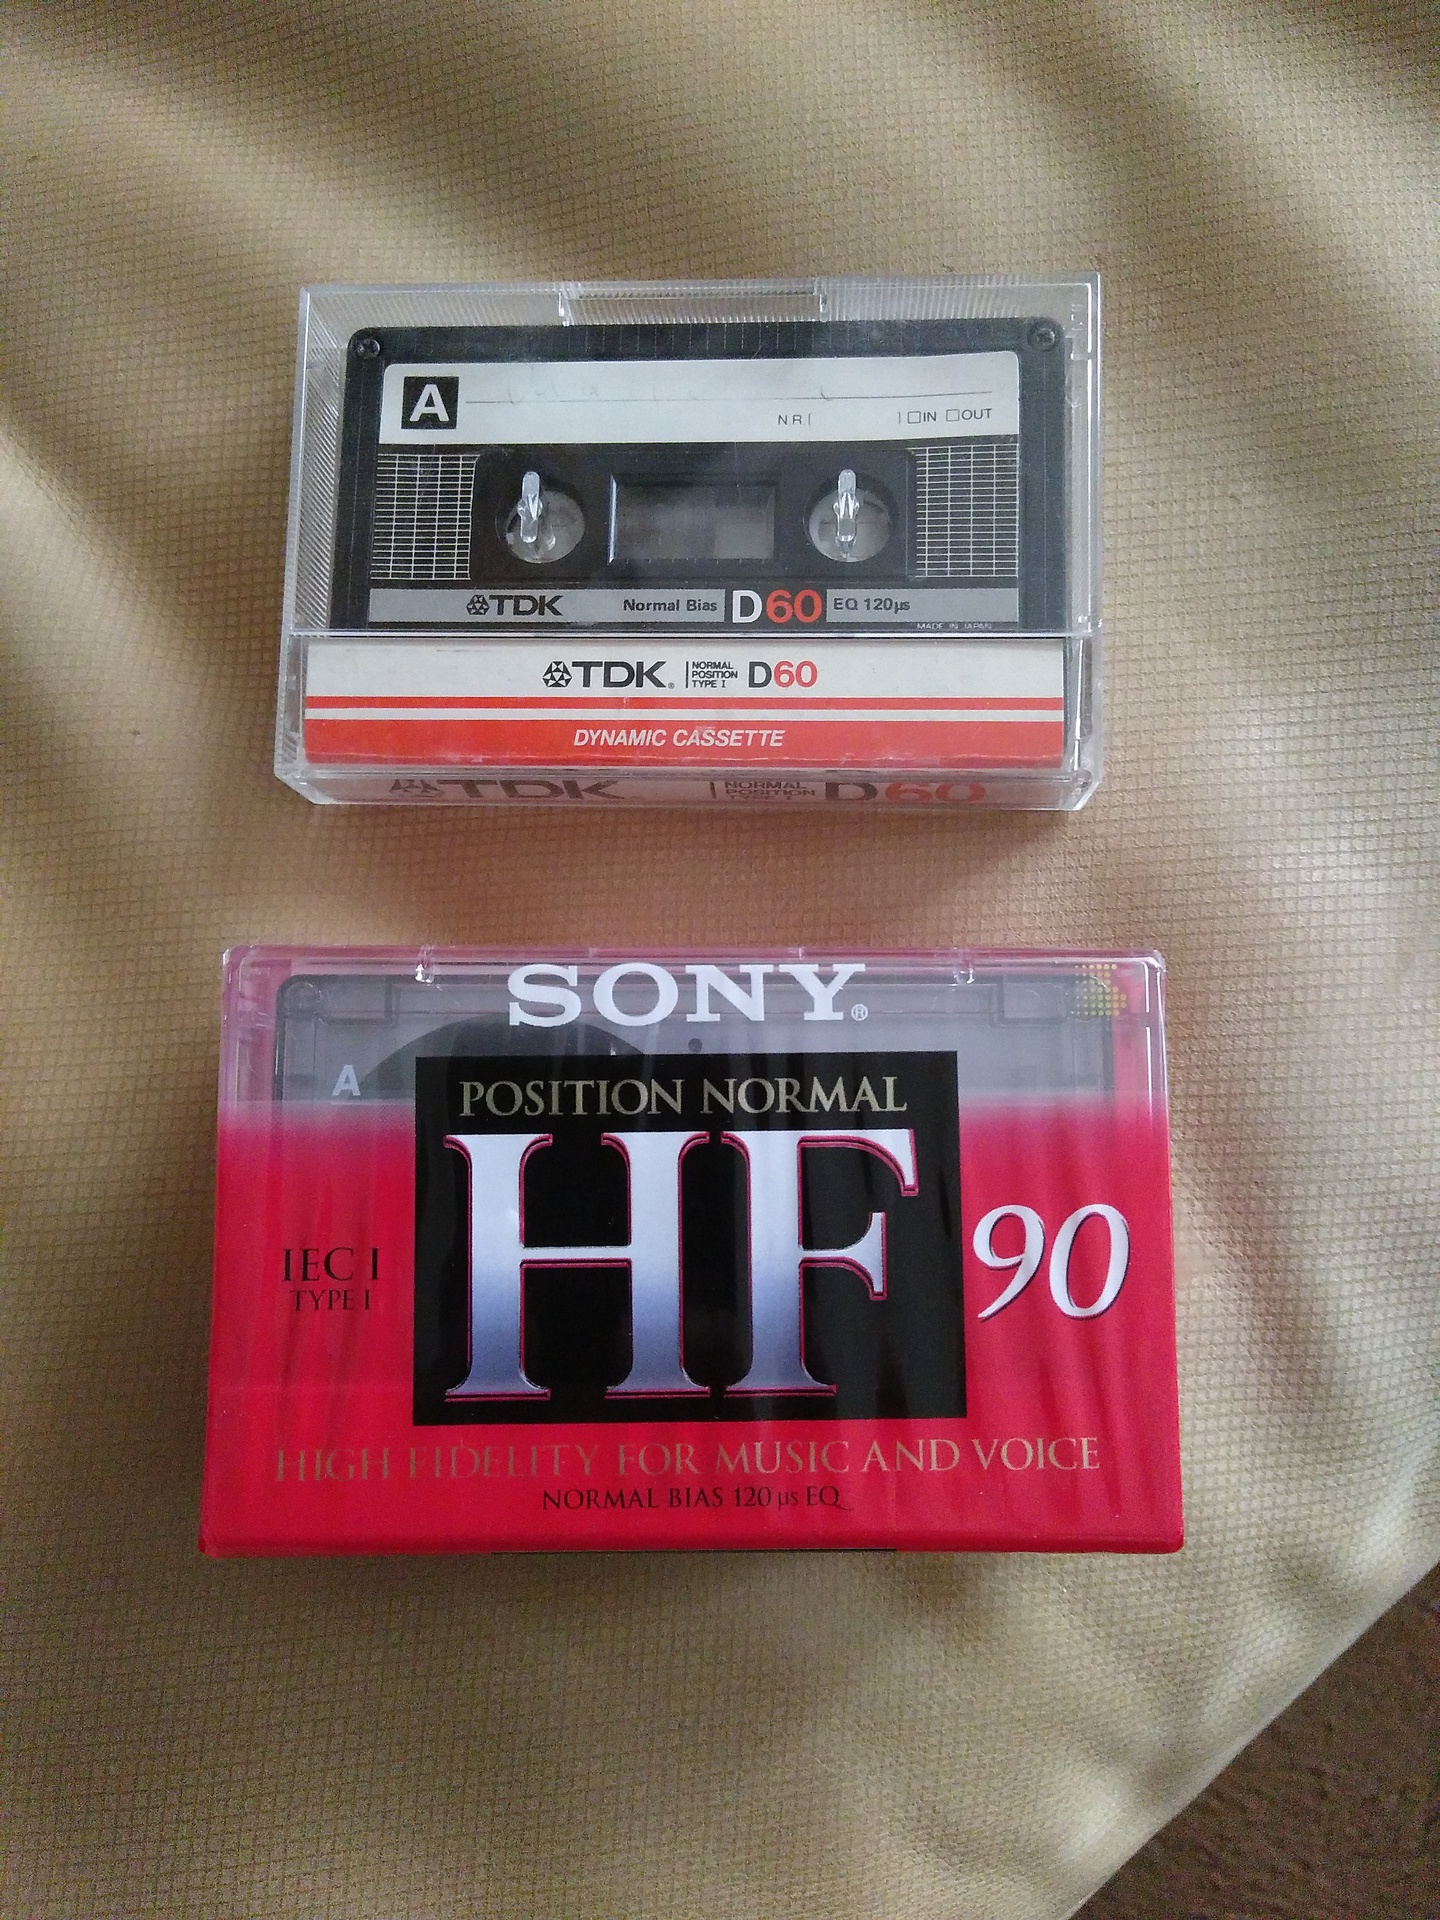 A
N.R. IN OUT
TDK Normal Bias D60 EQ 120µs
MADE IN JAPAN
TDK® NORMAL POSITION TYPE I D60
DYNAMIC CASSETTE
TDK NORMAL POSITION TYPE I D60
SONY®
A
POSITION NORMAL
HF 90
IEC I
TYPE I
HIGH FIDELITY FOR MUSIC AND VOICE
NORMAL BIAS 120 µs EQ